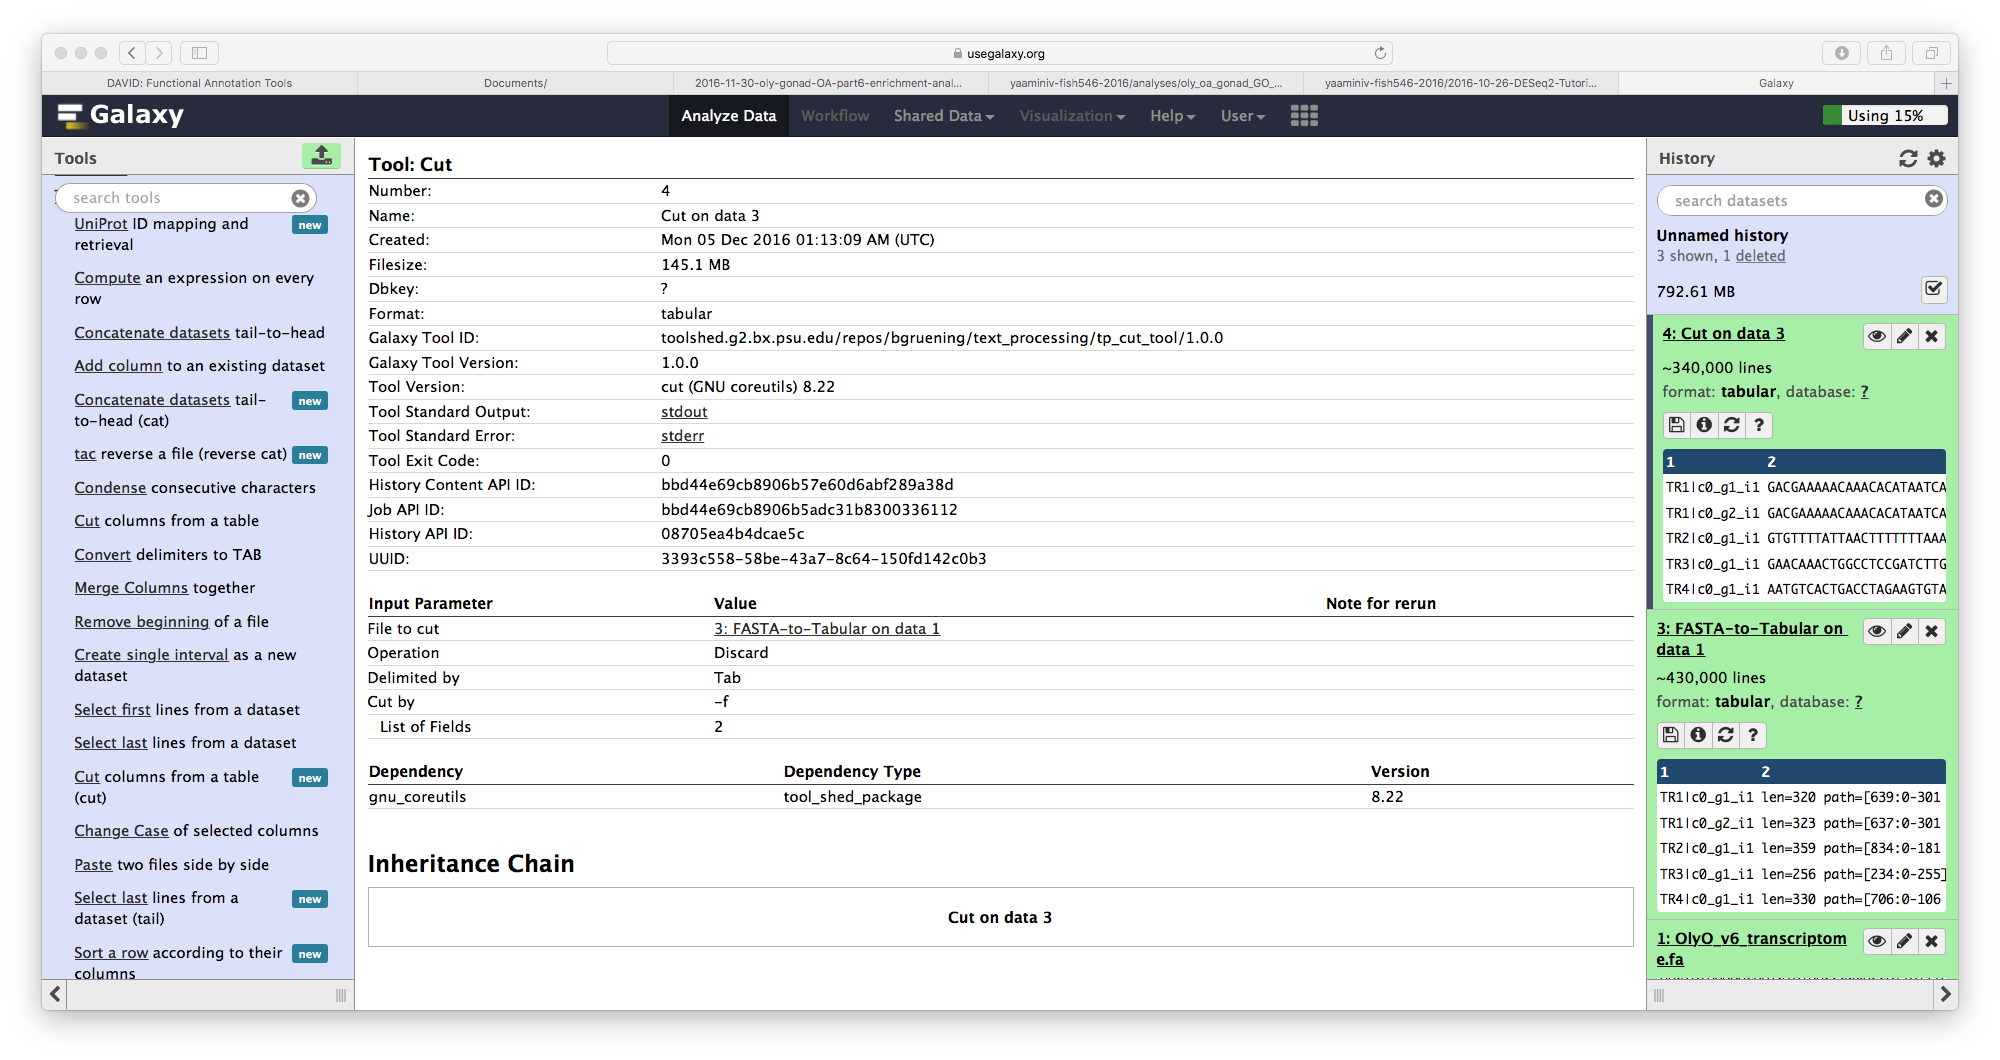 usegalaxy.org
DAVID: Functional Annotation Tools
Documents/
2016-11-30-oly-gonad-OA-part6-enrichment-anal...
yaaminiv-fish546-2016/analyses/oly_oa_gonad_GO_...
yaaminiv-fish546-2016/2016-10-26-DESeq2-Tutori...
Galaxy
Galaxy
Analyze Data
Workflow
Shared Data
Visualization
Help
User
Using 15%
Tools
search tools
UniProt ID mapping and
retrieval
new
Compute an expression on every
row
Concatenate datasets tail-to-head
Add column to an existing dataset
Concatenate datasets tail-
to-head (cat)
new
tac reverse a file (reverse cat)
new
Condense consecutive characters
Cut columns from a table
Convert delimiters to TAB
Merge Columns together
Remove beginning of a file
Create single interval as a new
dataset
Select first lines from a dataset
Select last lines from a dataset
Cut columns from a table
(cut)
new
Change Case of selected columns
Paste two files side by side
Select last lines from a
dataset (tail)
new
Sort a row according to their
columns
new
Tool: Cut
Number: 4
Name: Cut on data 3
Created: Mon 05 Dec 2016 01:13:09 AM (UTC)
Filesize: 145.1 MB
Dbkey: ?
Format: tabular
Galaxy Tool ID: toolshed.g2.bx.psu.edu/repos/bgruening/text_processing/tp_cut_tool/1.0.0
Galaxy Tool Version: 1.0.0
Tool Version: cut (GNU coreutils) 8.22
Tool Standard Output: stdout
Tool Standard Error: stderr
Tool Exit Code: 0
History Content API ID: bbd44e69cb8906b57e60d6abf289a38d
Job API ID: bbd44e69cb8906b5adc31b8300336112
History API ID: 08705ea4b4dcae5c
UUID: 3393c558-58be-43a7-8c64-150fd142c0b3
Input Parameter Value Note for rerun
File to cut 3: FASTA-to-Tabular on data 1
Operation Discard
Delimited by Tab
Cut by -f
List of Fields 2
Dependency Dependency Type Version
gnu_coreutils tool_shed_package 8.22
Inheritance Chain
Cut on data 3
History
search datasets
Unnamed history
3 shown, 1 deleted
792.61 MB
4: Cut on data 3
~340,000 lines
format: tabular, database: ?
1 2
TR1|c0_g1_i1 GACGAAAAACAAACACATAATCA
TR1|c0_g2_i1 GACGAAAAACAAACACATAATCA
TR2|c0_g1_i1 GTGTTTTATTAACTTTTTTTAAA
TR3|c0_g1_i1 GAACAAACTGGCCTCCGATCTTG
TR4|c0_g1_i1 AATGTCACTGACCTAGAAGTGTA
3: FASTA-to-Tabular on
data 1
~430,000 lines
format: tabular, database: ?
1 2
TR1|c0_g1_i1 len=320 path=[639:0-301
TR1|c0_g2_i1 len=323 path=[637:0-301
TR2|c0_g1_i1 len=359 path=[834:0-181
TR3|c0_g1_i1 len=256 path=[234:0-255]
TR4|c0_g1_i1 len=330 path=[706:0-106
1: OlyO_v6_transcriptom
e.fa